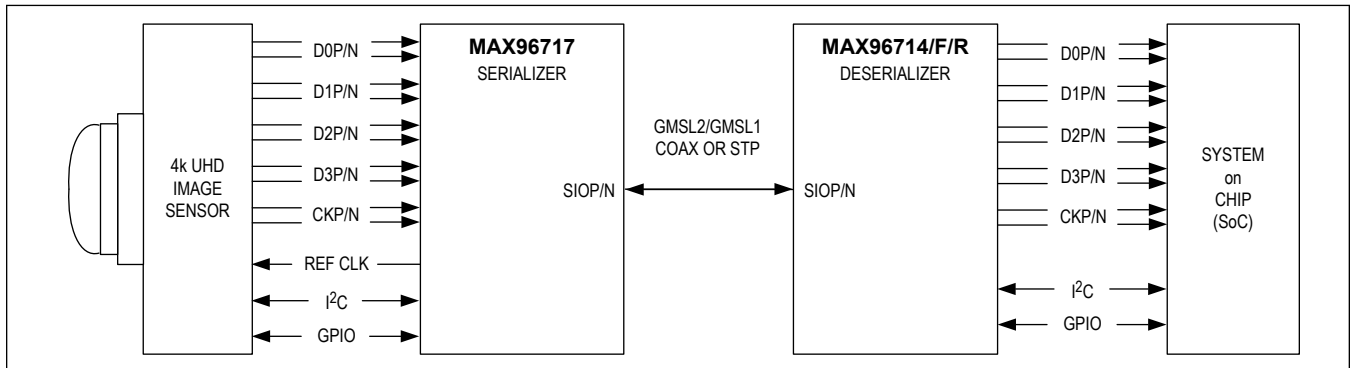 4k UHD
IMAGE
SENSOR
D0P/N
D1P/N
D2P/N
D3P/N
CKP/N
REF CLK
I²C
GPIO
MAX96717
SERIALIZER
SIOP/N
GMSL2/GMSL1
COAX OR STP
MAX96714/F/R
DESERIALIZER
SIOP/N
D0P/N
D1P/N
D2P/N
D3P/N
CKP/N
I²C
GPIO
SYSTEM
on
CHIP
(SoC)